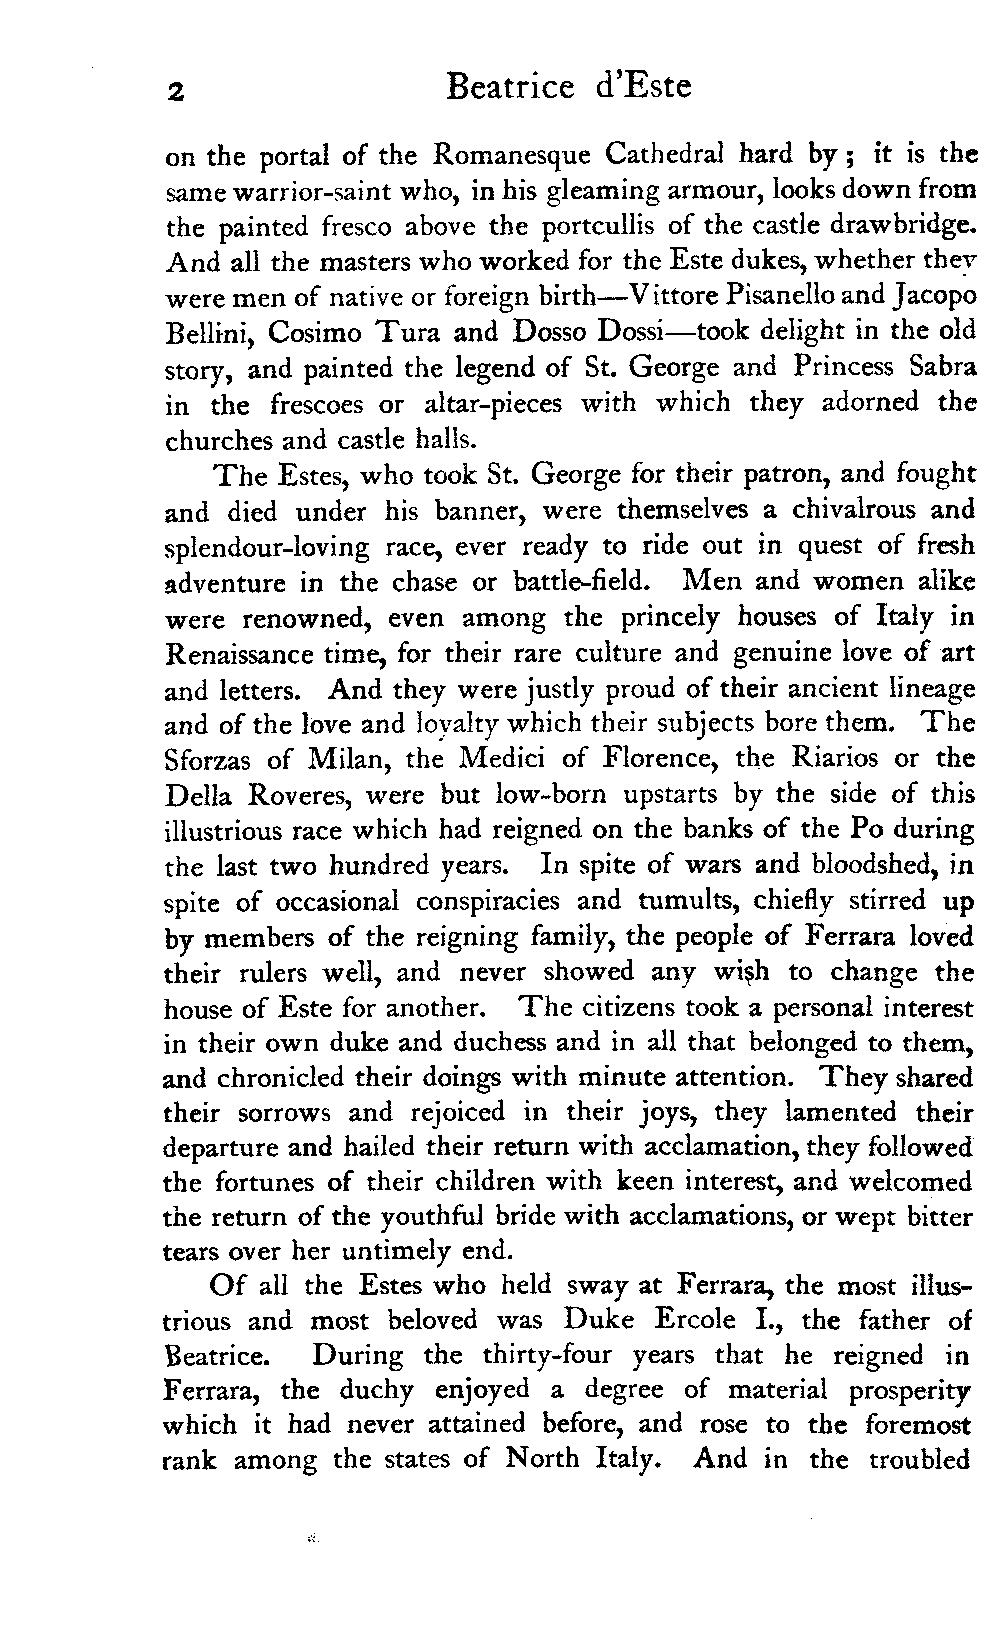 2 Beatrice d'Este
on the portal of the Romanesque Cathedral hard by ; it is the
same warrior-saint who, in his gleaming armour, looks down from
the painted fresco above the portcullis of the castle drawbridge.
And all the masters who worked for the Este dukes, whether they
were men of native or foreign birth—Vittore Pisanello and Jacopo
Bellini, Cosimo Tura and Dosso Dossi—took delight in the old
story, and painted the legend of St. George and Princess Sabra
in the frescoes or altar-pieces with which they adorned the
churches and castle halls.
The Estes, who took St. George for their patron, and fought
and died under his banner, were themselves a chivalrous and
splendour-loving race, ever ready to ride out in quest of fresh
adventure in the chase or battle-field. Men and women alike
were renowned, even among the princely houses of Italy in
Renaissance time, for their rare culture and genuine love of art
and letters. And they were justly proud of their ancient lineage
and of the love and loyalty which their subjects bore them. The
Sforzas of Milan, the Medici of Florence, the Riarios or the
Della Roveres, were but low-born upstarts by the side of this
illustrious race which had reigned on the banks of the Po during
the last two hundred years. In spite of wars and bloodshed, in
spite of occasional conspiracies and tumults, chiefly stirred up
by members of the reigning family, the people of Ferrara loved
their rulers well, and never showed any wish to change the
house of Este for another. The citizens took a personal interest
in their own duke and duchess and in all that belonged to them,
and chronicled their doings with minute attention. They shared
their sorrows and rejoiced in their joys, they lamented their
departure and hailed their return with acclamation, they followed
the fortunes of their children with keen interest, and welcomed
the return of the youthful bride with acclamations, or wept bitter
tears over her untimely end.
Of all the Estes who held sway at Ferrara, the most illus-
trious and most beloved was Duke Ercole I., the father of
Beatrice. During the thirty-four years that he reigned in
Ferrara, the duchy enjoyed a degree of material prosperity
which it had never attained before, and rose to the foremost
rank among the states of North Italy. And in the troubled